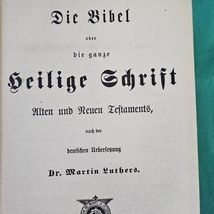 Die Bibel
oder
die ganze
Heilige Schrift
Alten und Neuen Testaments,
nach der
deutschen Uebersetzung
Dr. Martin Luthers.